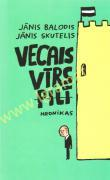 JĀNIS BALODIS
JĀNIS SKUTELIS
VECAIS
VĪRS
PILĪ
HRONIKAS